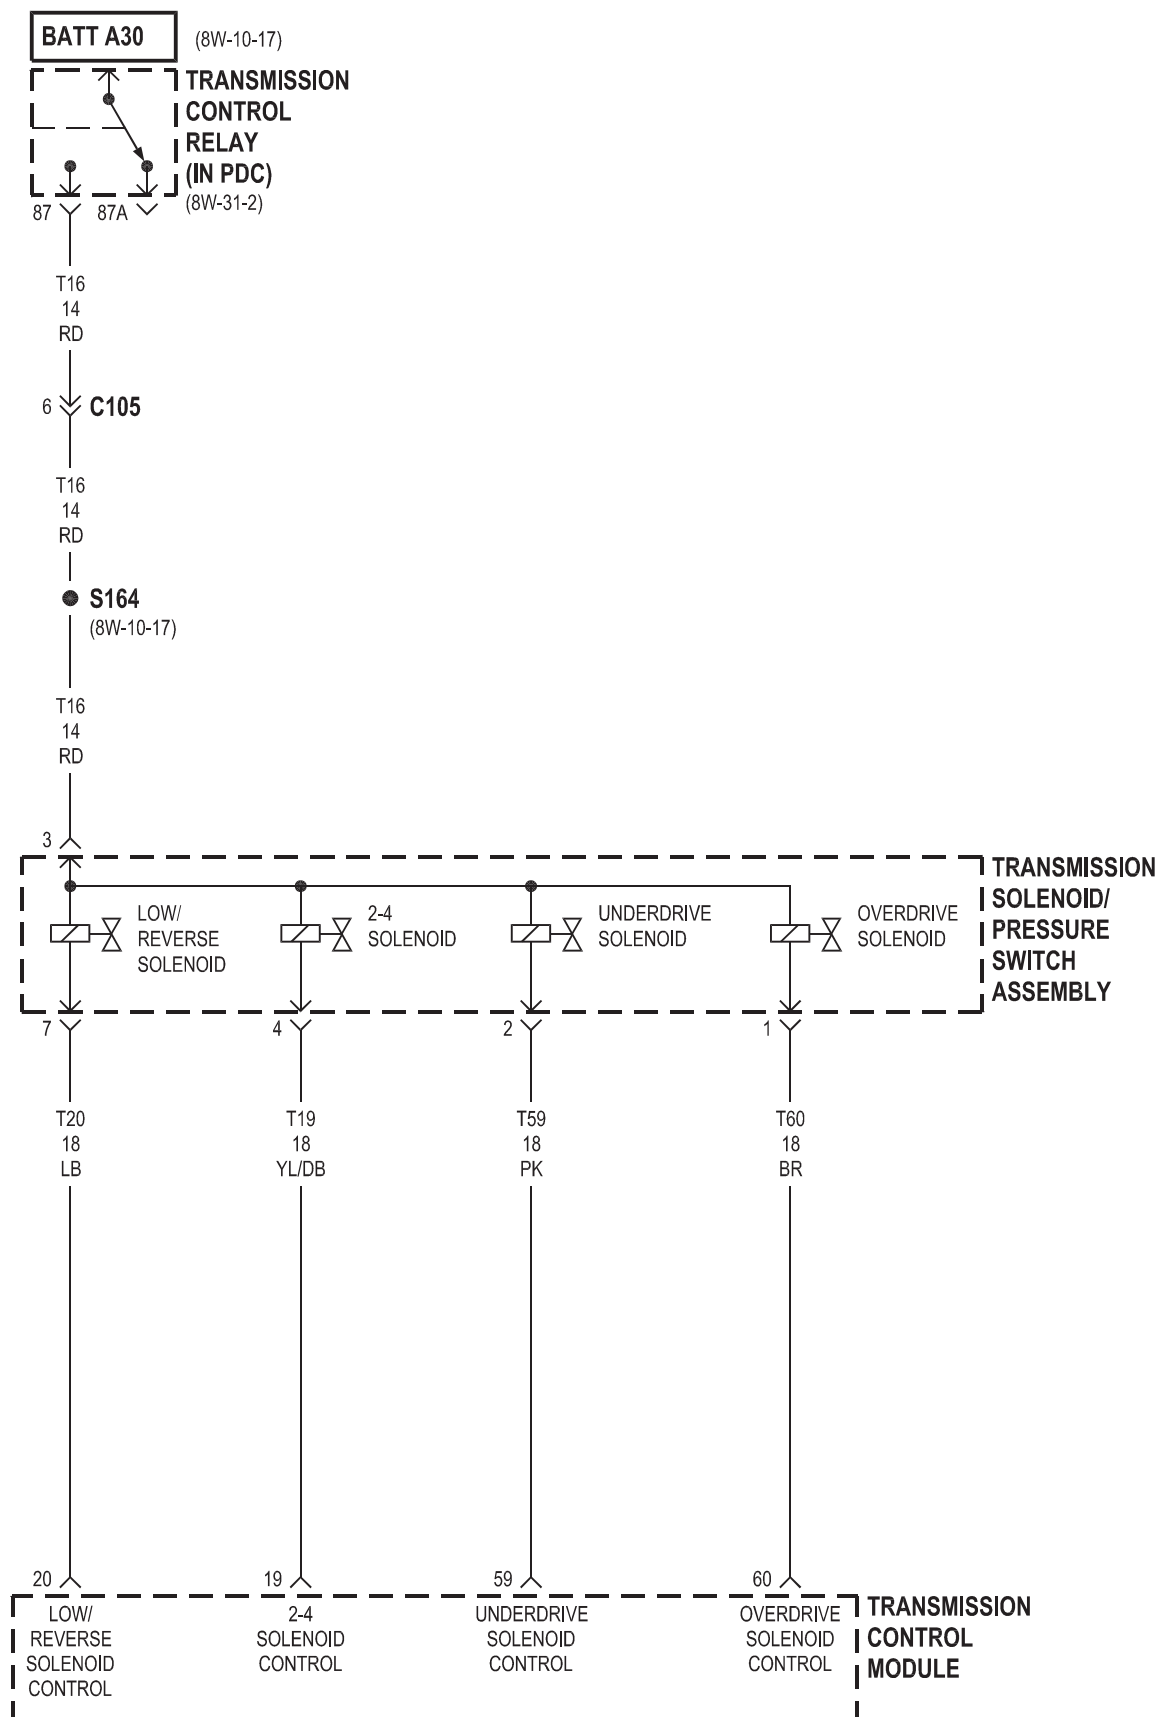 BATT A30
(8W-10-17)
TRANSMISSION
CONTROL
RELAY
(IN PDC)
(8W-31-2)
87
87A
T16
14
RD
6
C105
T16
14
RD
S164
(8W-10-17)
T16
14
RD
3
TRANSMISSION
SOLENOID/
PRESSURE
SWITCH
ASSEMBLY
LOW/
REVERSE
SOLENOID
2-4
SOLENOID
UNDERDRIVE
SOLENOID
OVERDRIVE
SOLENOID
7
4
2
1
T20
18
LB
T19
18
YL/DB
T59
18
PK
T60
18
BR
20
19
59
60
LOW/
REVERSE
SOLENOID
CONTROL
2-4
SOLENOID
CONTROL
UNDERDRIVE
SOLENOID
CONTROL
OVERDRIVE
SOLENOID
CONTROL
TRANSMISSION
CONTROL
MODULE